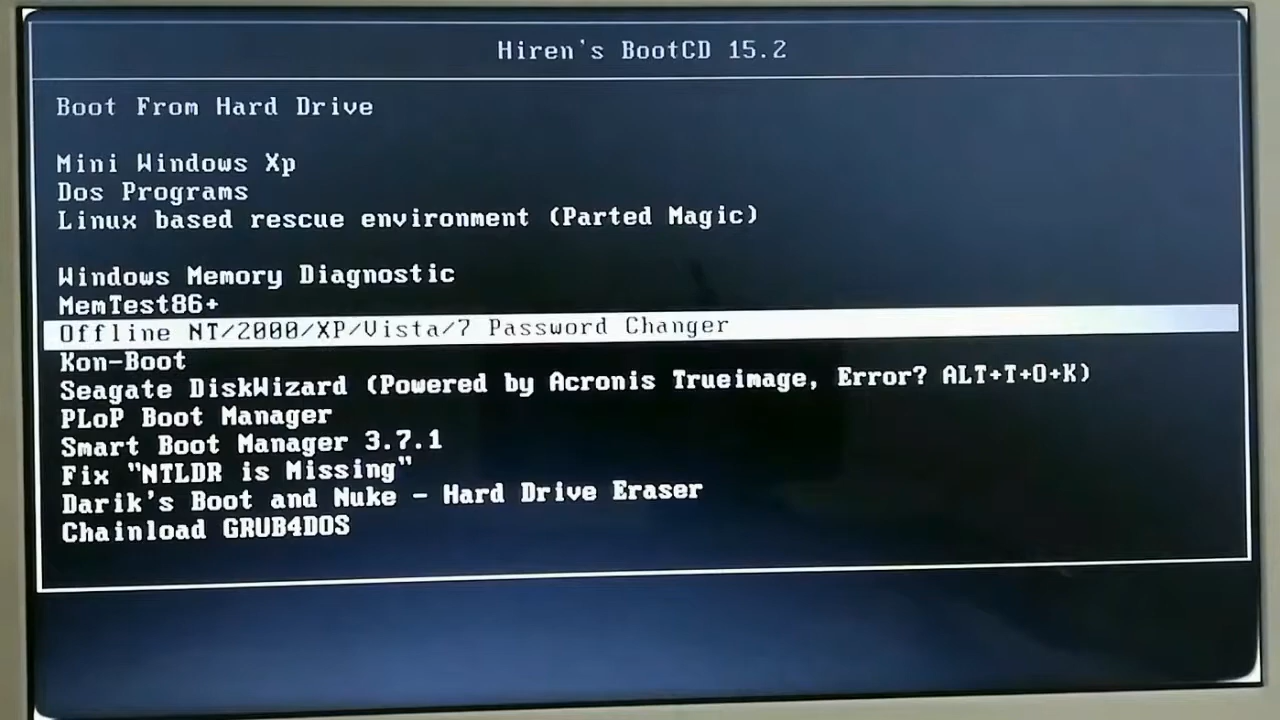 Hiren's BootCD 15.2
Boot From Hard Drive
Mini Windows Xp
Dos Programs
Linux based rescue environment (Parted Magic)
Windows Memory Diagnostic
MemTest86+
Offline NT/2000/XP/Vista/7 Password Changer
Kon-Boot
Seagate DiskWizard (Powered by Acronis Trueimage, Error? ALT+T+O+K)
PLoP Boot Manager
Smart Boot Manager 3.7.1
Fix "NTLDR is Missing"
Darik's Boot and Nuke - Hard Drive Eraser
Chainload GRUB4DOS